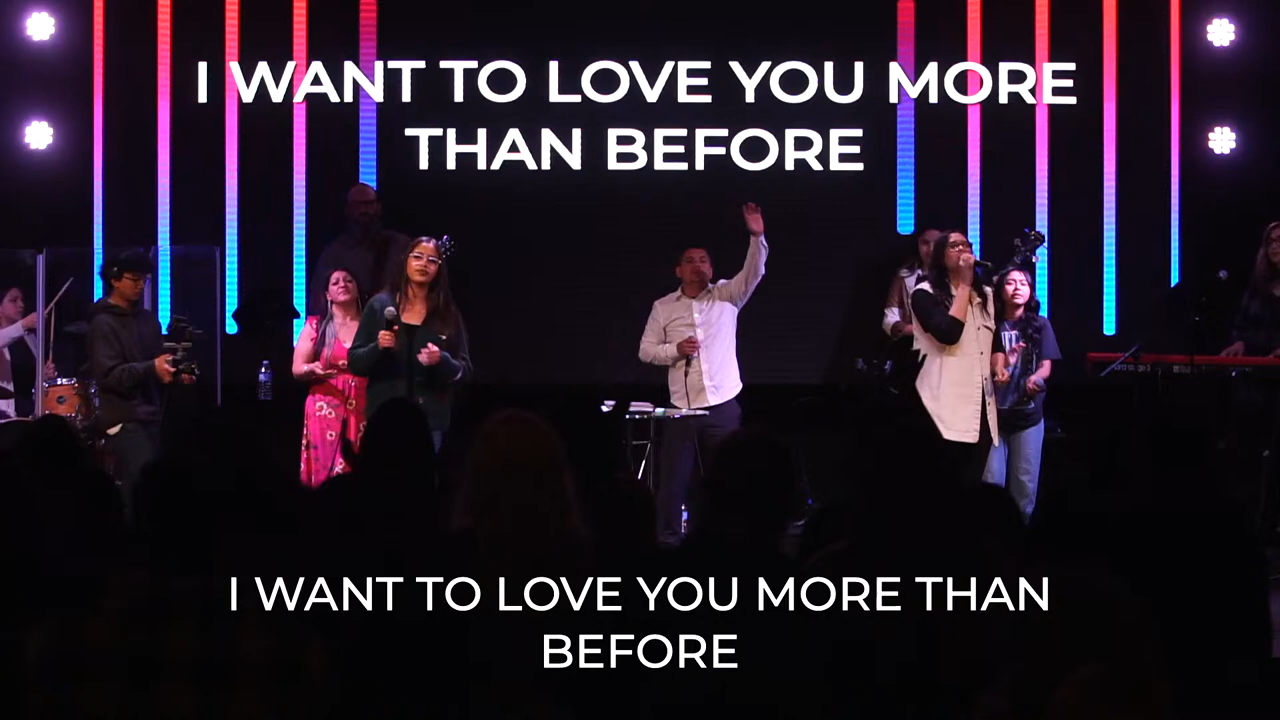 I WANT TO LOVE YOU MORE
THAN BEFORE
I WANT TO LOVE YOU MORE THAN
BEFORE